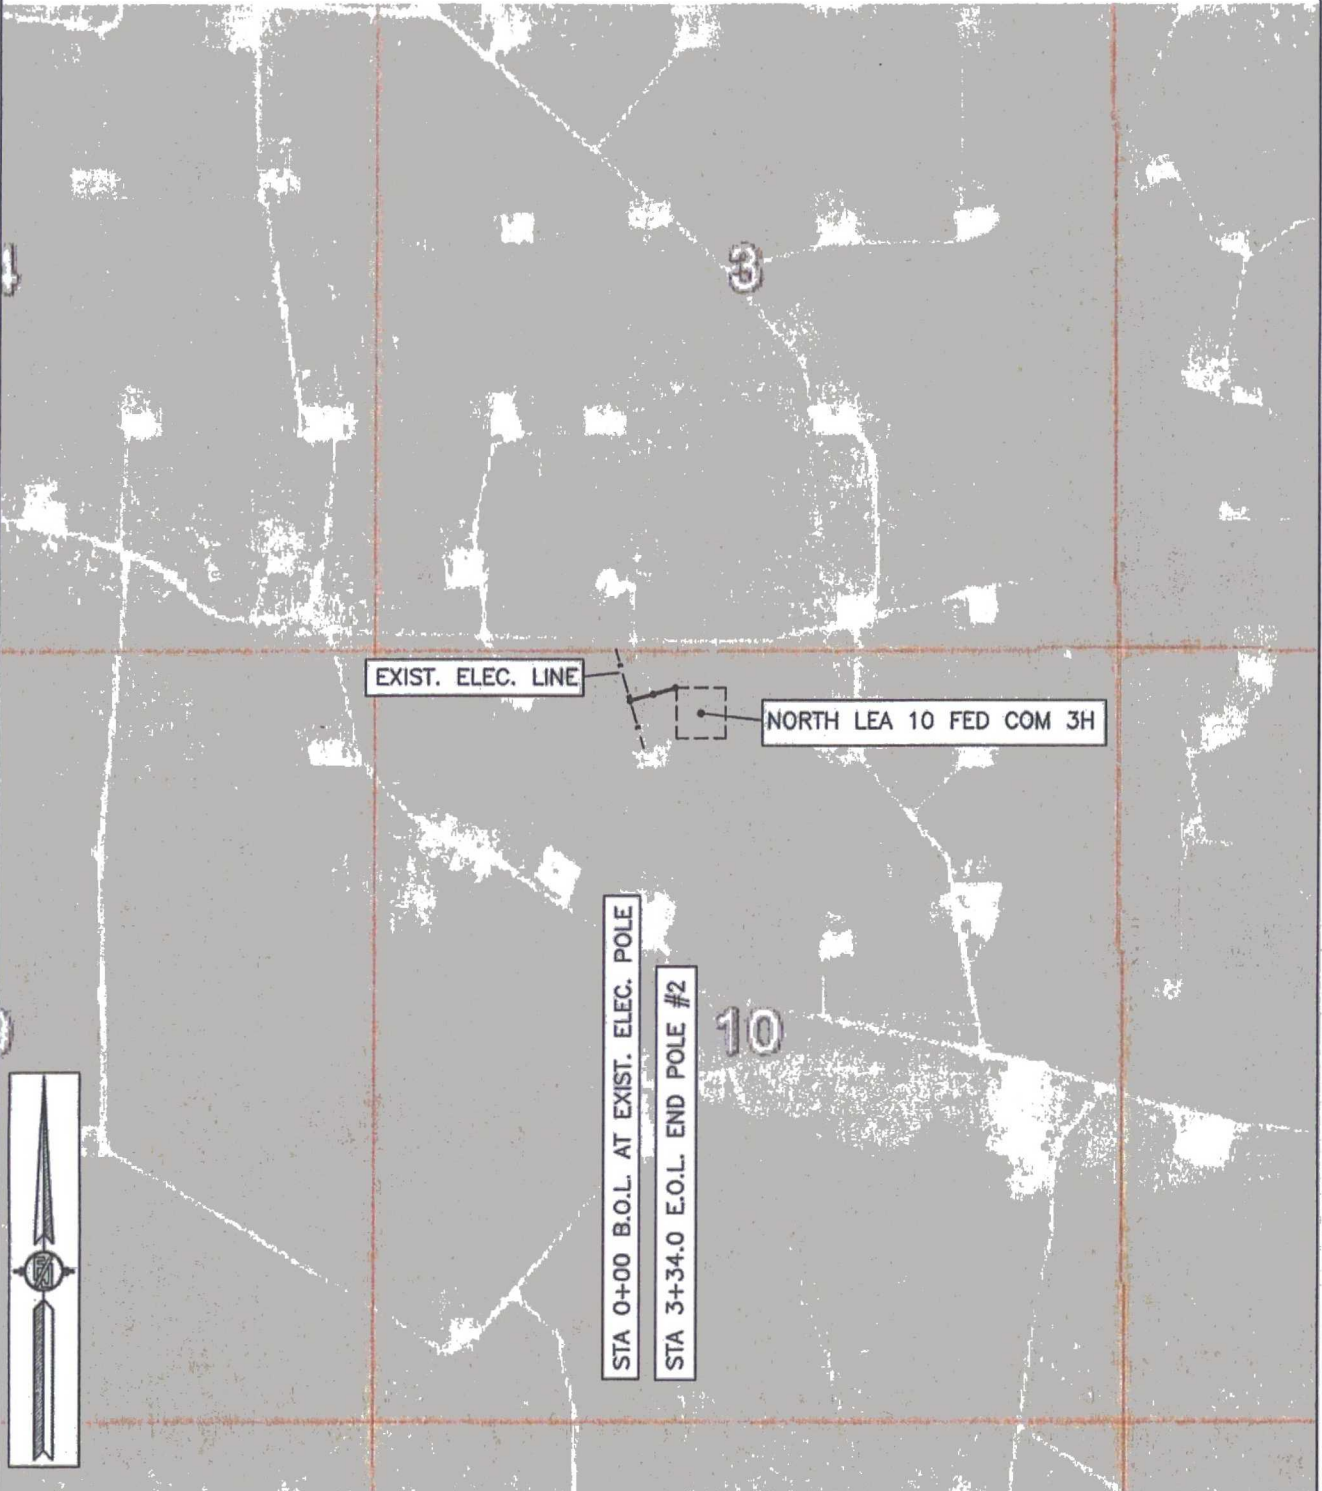 3
EXIST. ELEC. LINE
NORTH LEA 10 FED COM 3H
STA 0+00 B.O.L. AT EXIST. ELEC. POLE
STA 3+34.0 E.O.L. END POLE #2
10